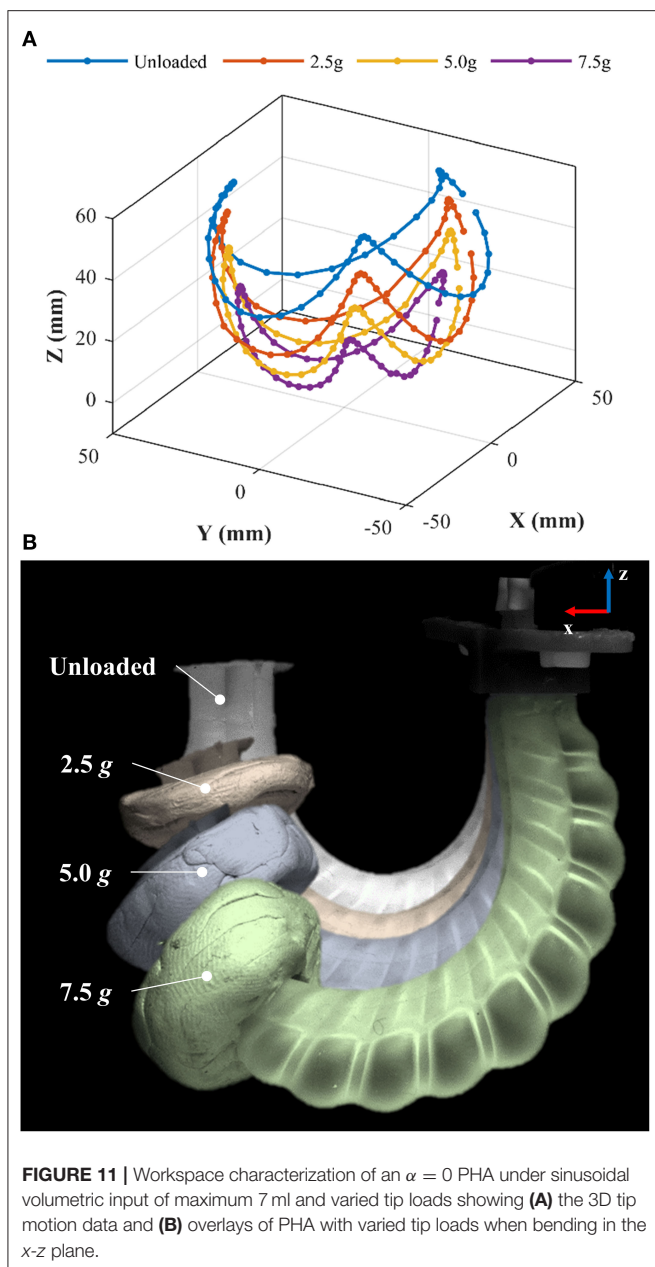 A
Unloaded 2.5g 5.0g 7.5g
60
40
20
0
Z (mm)
50
0
-50
Y (mm)
-50
0
50
X (mm)
B
z
x
Unloaded
2.5 g
5.0 g
7.5 g
FIGURE 11 | Workspace characterization of an α = 0 PHA under sinusoidal
volumetric input of maximum 7 ml and varied tip loads showing (A) the 3D tip
motion data and (B) overlays of PHA with varied tip loads when bending in the
x-z plane.